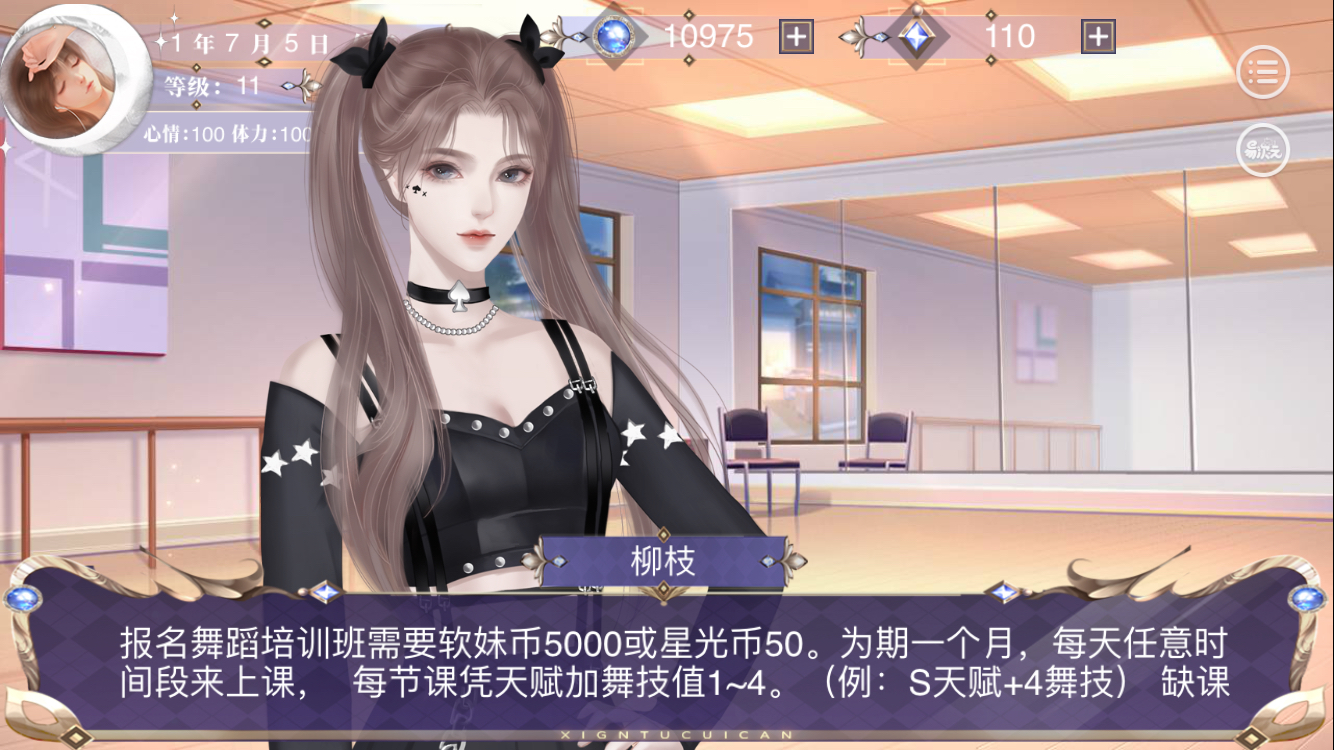 1 年 7 月 5 日
10975
110
等级：11
心情:100 体力:100
易次元
柳枝
报名舞蹈培训班需要软妹币5000或星光币50。为期一个月，每天任意时
间段来上课， 每节课凭天赋加舞技值1~4。（例：S天赋+4舞技） 缺课
XIGNTUCUICAN